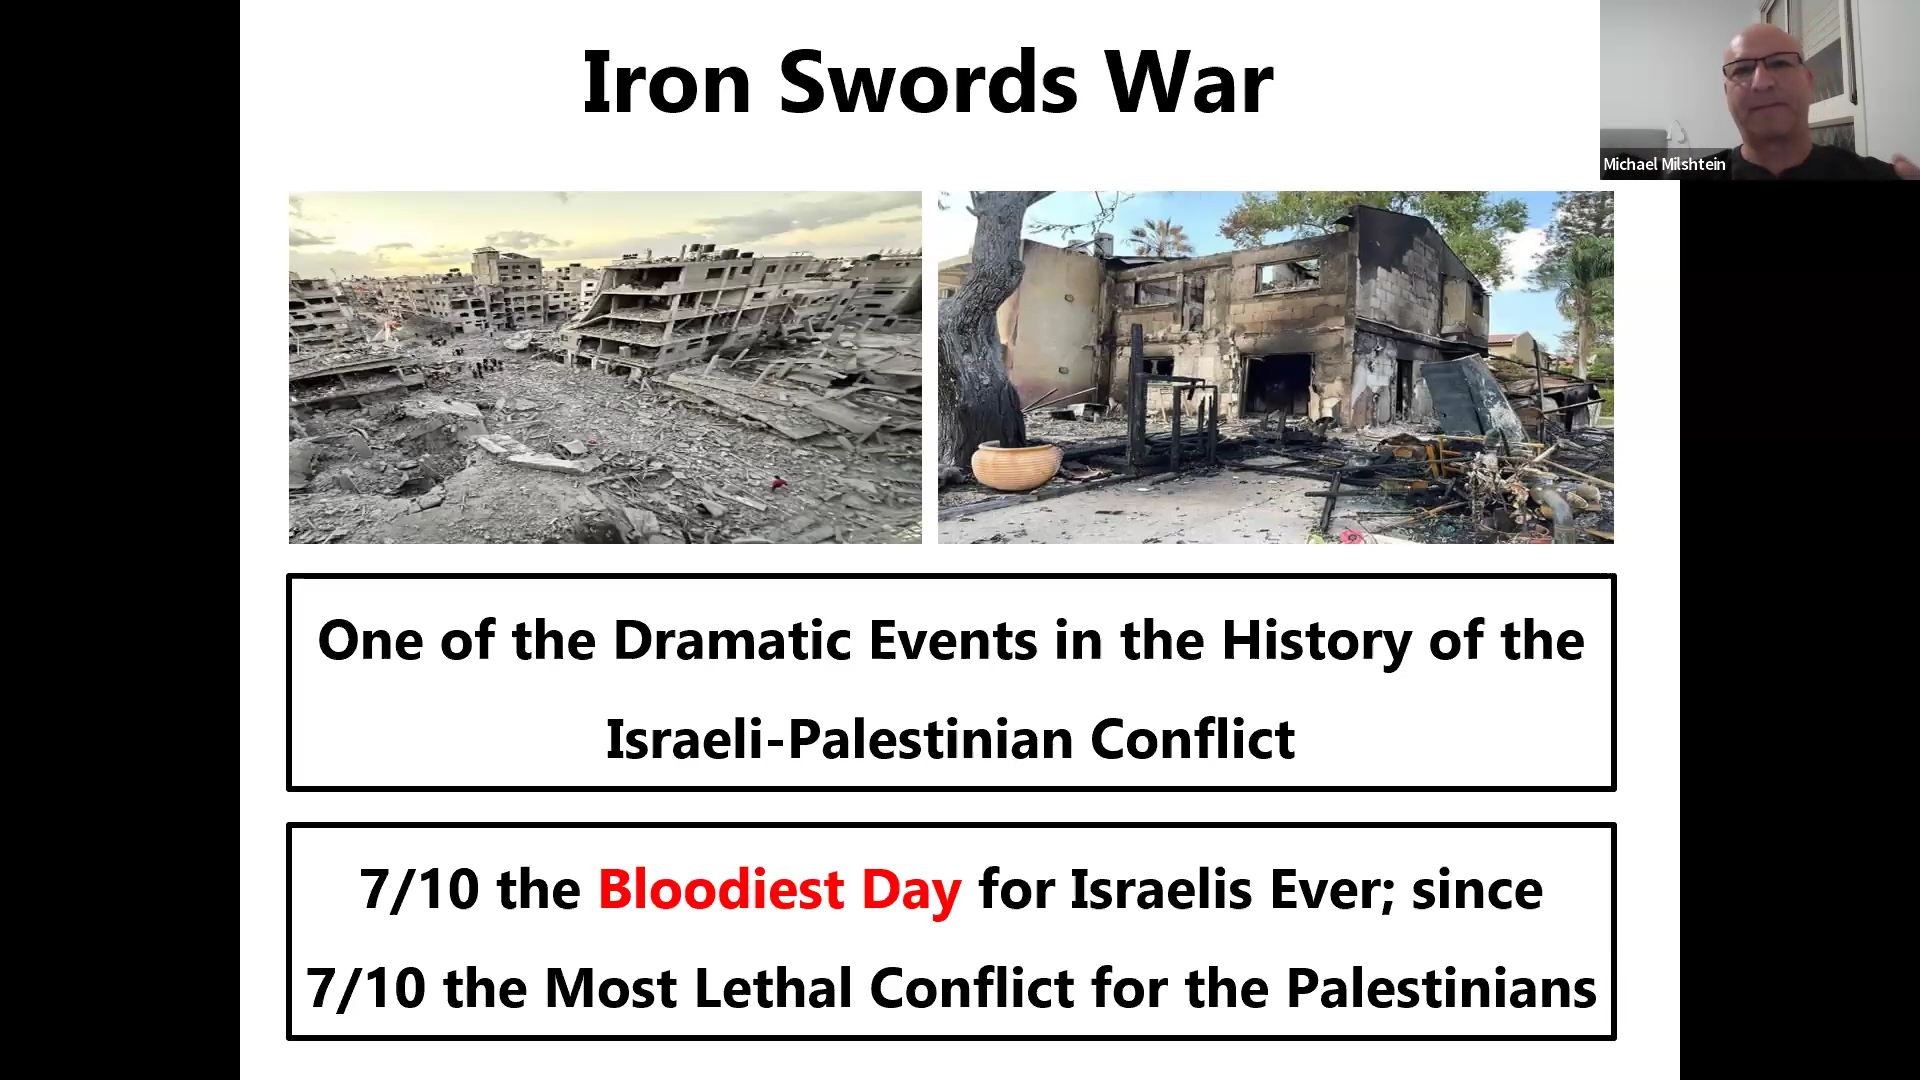 Iron Swords War
Michael Milshtein
One of the Dramatic Events in the History of the
Israeli-Palestinian Conflict
7/10 the Bloodiest Day for Israelis Ever; since
7/10 the Most Lethal Conflict for the Palestinians